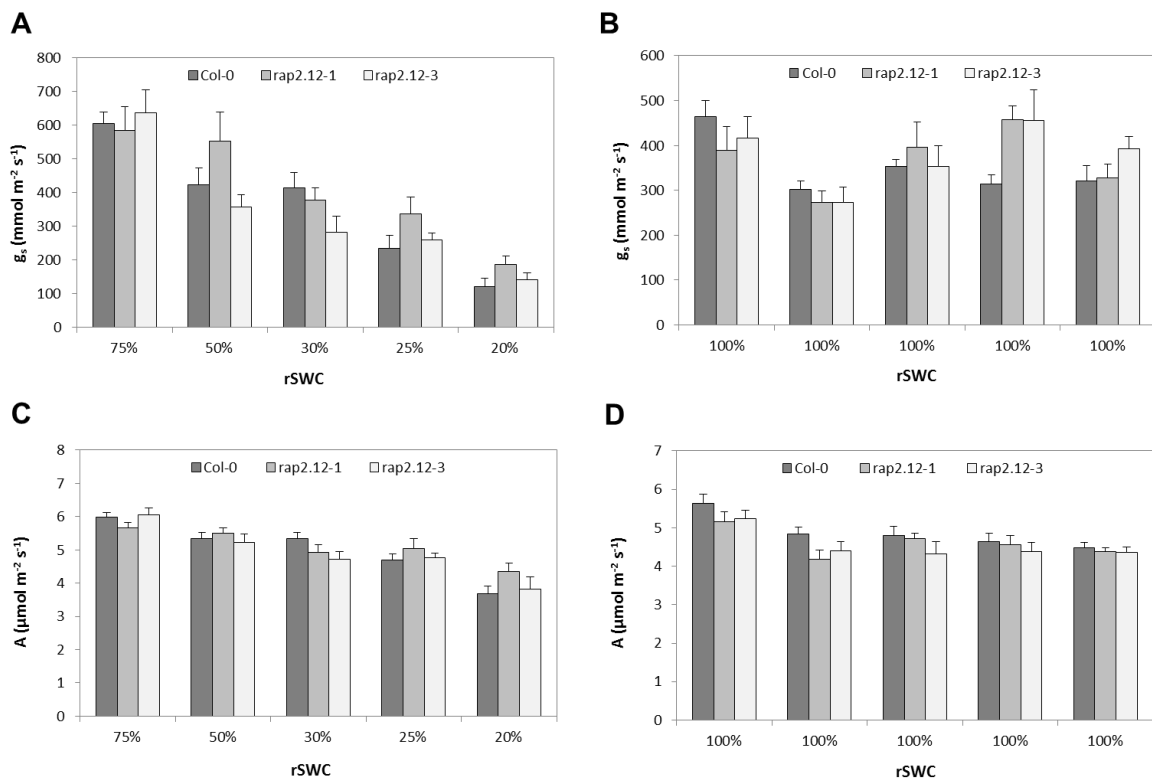 A
800
700
600
500
400
300
200
100
0
gs (mmol m-2 s-1)
Col-0 rap2.12-1 rap2.12-3
75% 50% 30% 25% 20%
rSWC
B
600
500
400
300
200
100
0
gs (mmol m-2 s-1)
Col-0 rap2.12-1 rap2.12-3
100% 100% 100% 100% 100%
rSWC
C
8
7
6
5
4
3
2
1
0
A (µmol m-2 s-1)
Col-0 rap2.12-1 rap2.12-3
75% 50% 30% 25% 20%
rSWC
D
7
6
5
4
3
2
1
0
A (µmol m-2 s-1)
Col-0 rap2.12-1 rap2.12-3
100% 100% 100% 100% 100%
rSWC